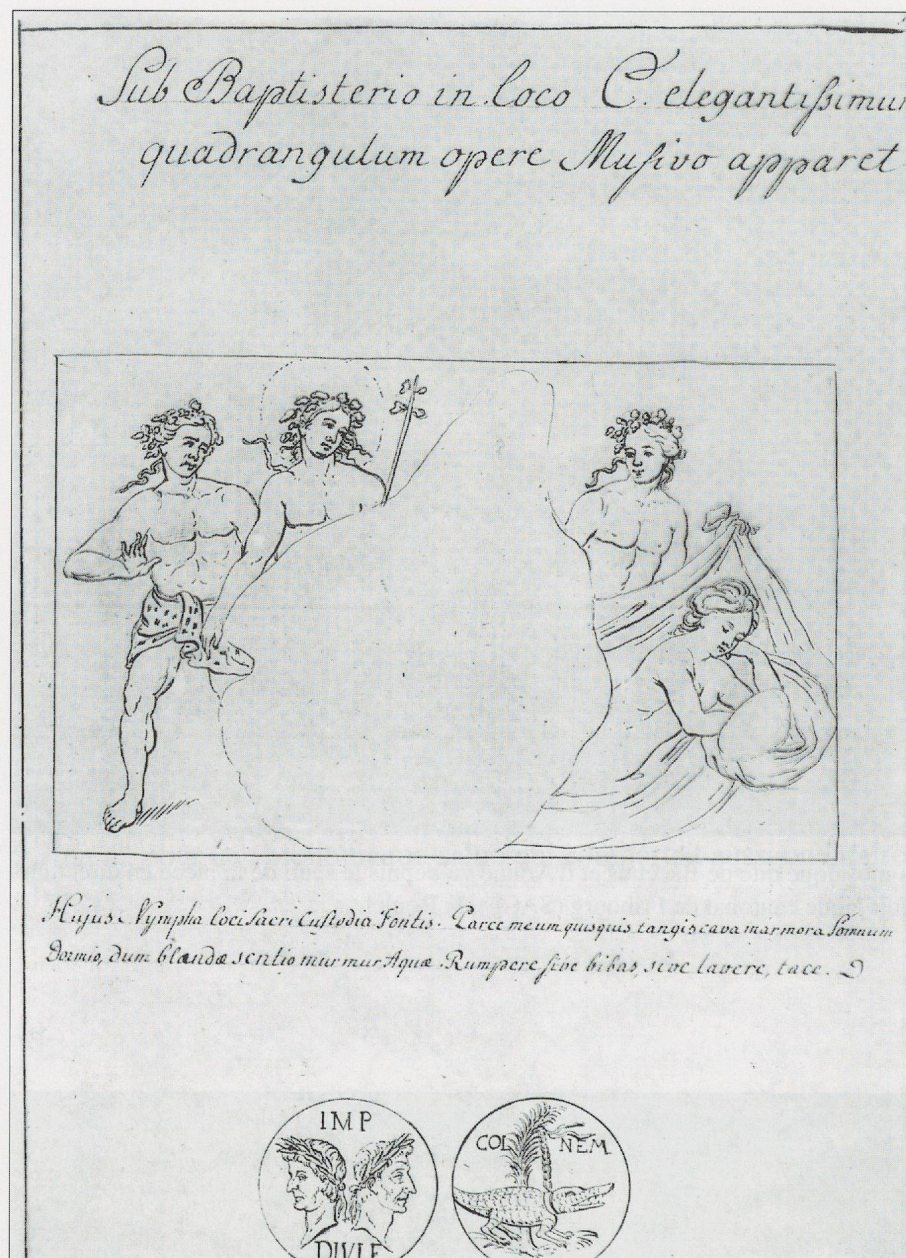 Sub Baptisterio in loco C. elegantiſsimum
quadrangulum opere Muſivo apparet
Hujus Nympha loci Sacri Cuſtodia Fontis. Parce meum quisquis tangis cava marmora Somnum
Dormio, dum blandæ sentio murmur Aquæ. Rumpere ſive bibas, sive lavere, tace. D
IMP
DIVI F
COL NEM